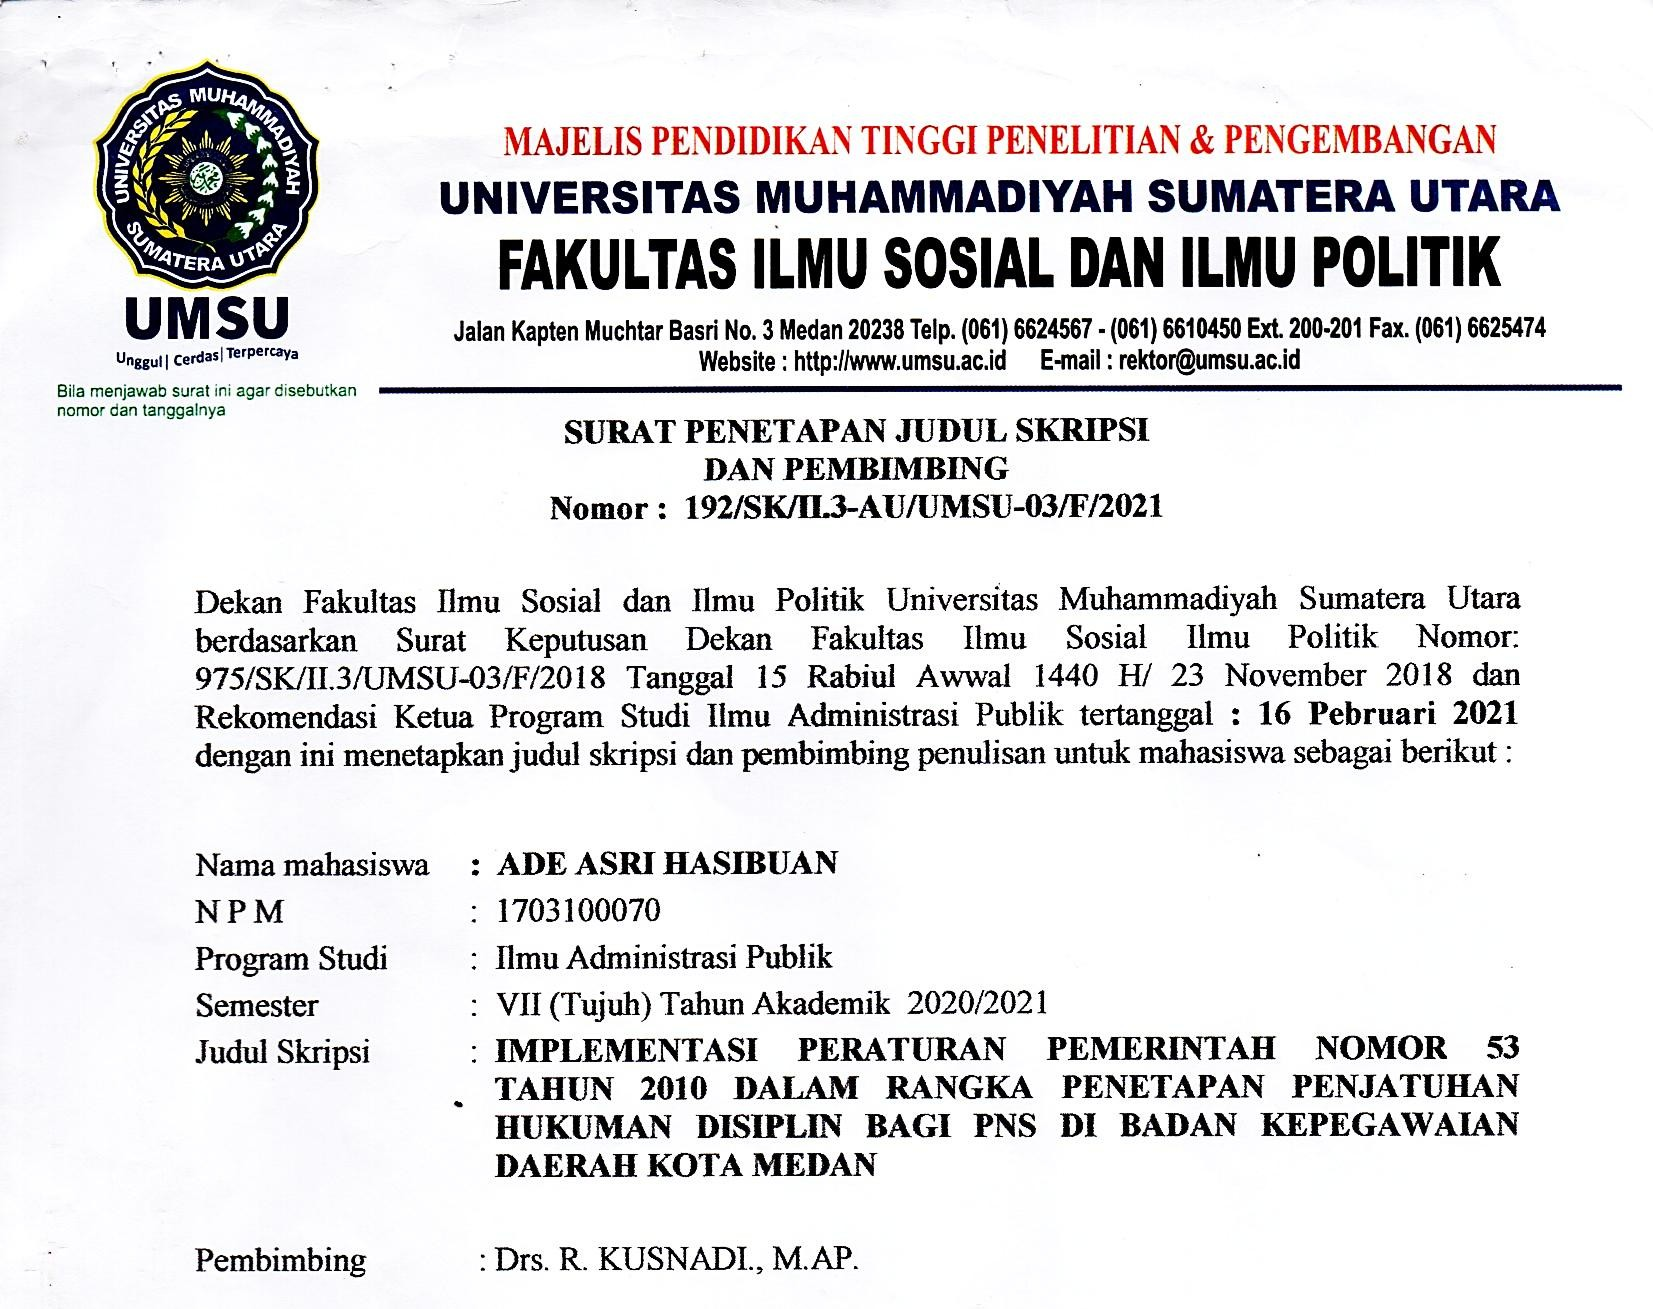 UNIVERSITAS MUHAMMADIYAH
SUMATERA UTARA
UMSU
Unggul | Cerdas | Terpercaya
Bila menjawab surat ini agar disebutkan
nomor dan tanggalnya
MAJELIS PENDIDIKAN TINGGI PENELITIAN & PENGEMBANGAN
UNIVERSITAS MUHAMMADIYAH SUMATERA UTARA
FAKULTAS ILMU SOSIAL DAN ILMU POLITIK
Jalan Kapten Muchtar Basri No. 3 Medan 20238 Telp. (061) 6624567 - (061) 6610450 Ext. 200-201 Fax. (061) 6625474
Website : http://www.umsu.ac.id E-mail : rektor@umsu.ac.id
SURAT PENETAPAN JUDUL SKRIPSI
DAN PEMBIMBING
Nomor : 192/SK/II.3-AU/UMSU-03/F/2021
Dekan Fakultas Ilmu Sosial dan Ilmu Politik Universitas Muhammadiyah Sumatera Utara
berdasarkan Surat Keputusan Dekan Fakultas Ilmu Sosial Ilmu Politik Nomor:
975/SK/II.3/UMSU-03/F/2018 Tanggal 15 Rabiul Awwal 1440 H/ 23 November 2018 dan
Rekomendasi Ketua Program Studi Ilmu Administrasi Publik tertanggal : 16 Pebruari 2021
dengan ini menetapkan judul skripsi dan pembimbing penulisan untuk mahasiswa sebagai berikut :
Nama mahasiswa : ADE ASRI HASIBUAN
N P M : 1703100070
Program Studi : Ilmu Administrasi Publik
Semester : VII (Tujuh) Tahun Akademik 2020/2021
Judul Skripsi : IMPLEMENTASI PERATURAN PEMERINTAH NOMOR 53
TAHUN 2010 DALAM RANGKA PENETAPAN PENJATUHAN
HUKUMAN DISIPLIN BAGI PNS DI BADAN KEPEGAWAIAN
DAERAH KOTA MEDAN
Pembimbing : Drs. R. KUSNADI., M.AP.